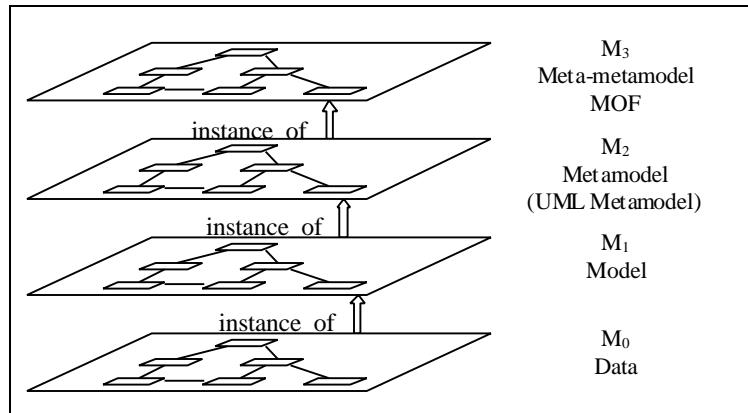 M₃
Meta-metamodel
MOF
instance of
M₂
Metamodel
(UML Metamodel)
instance of
M₁
Model
instance of
M₀
Data